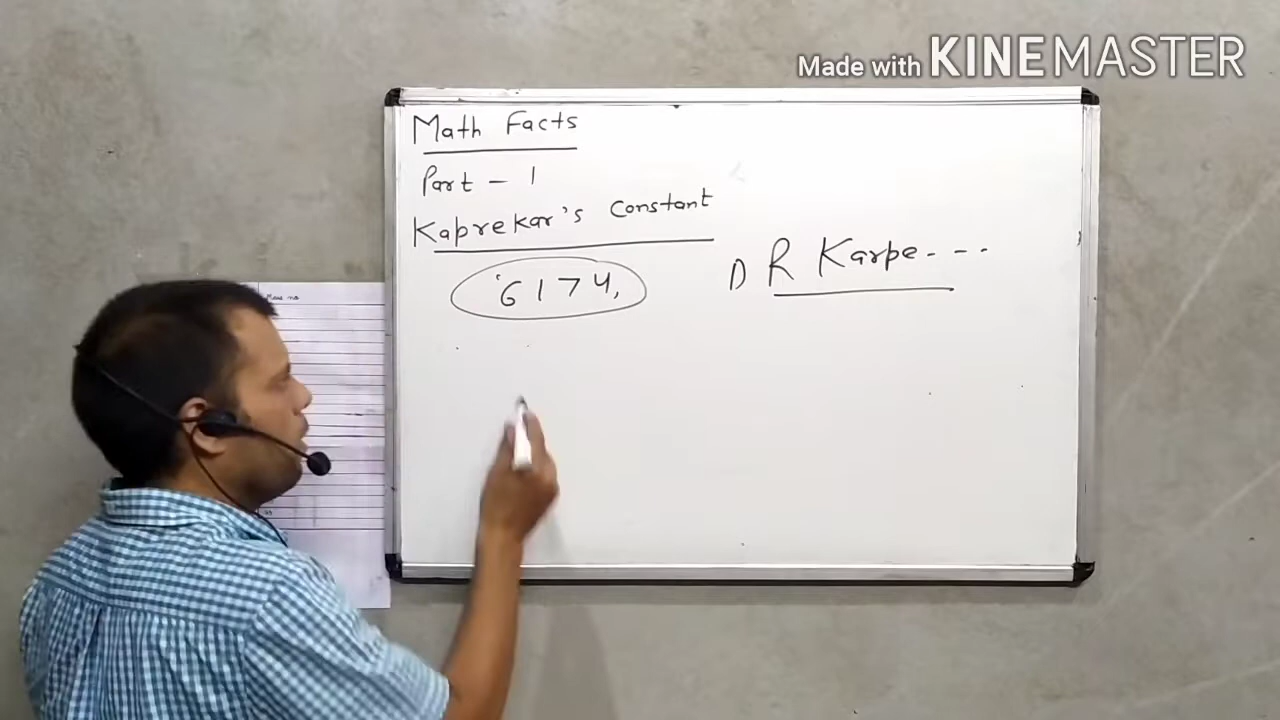 Made with KINEMASTER
Math Facts
Part - 1
Kaprekar's Constant
6174,
D R Karpe- - -